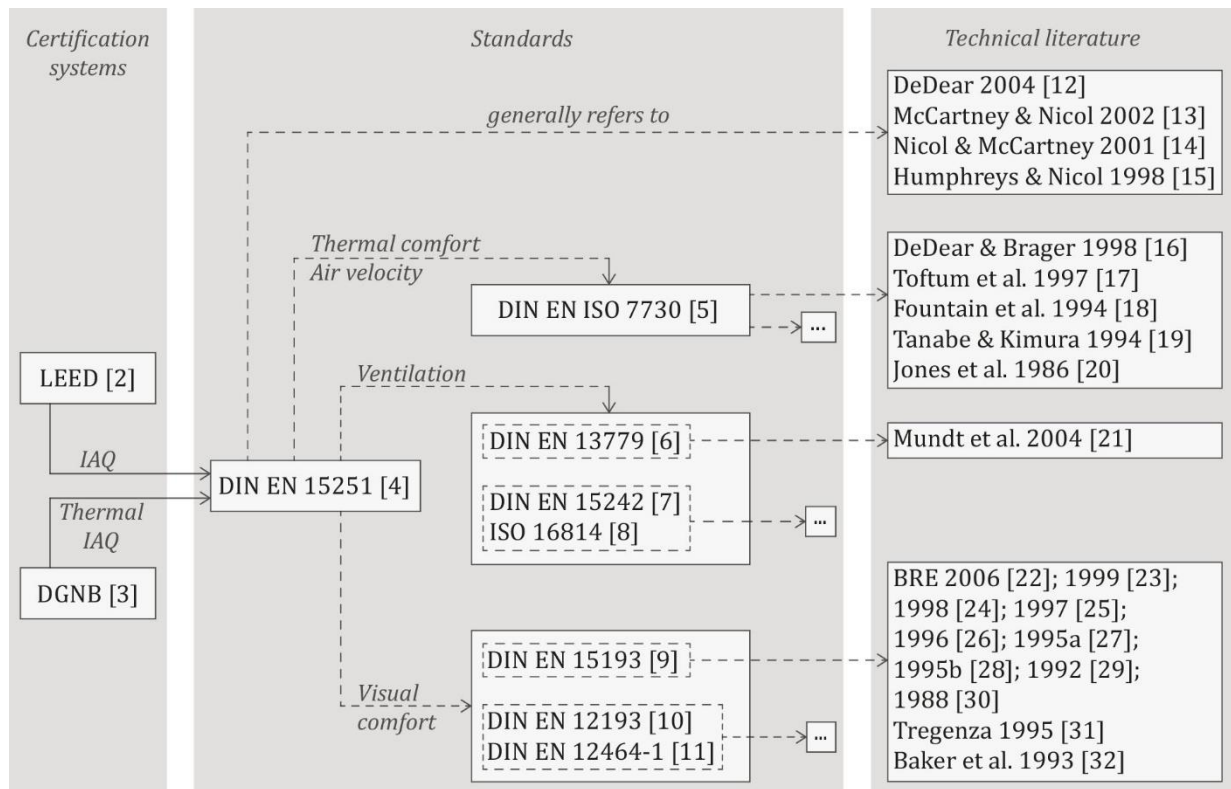 Certification
systems
LEED [2]
IAQ
Thermal
IAQ
DGNB [3]
Standards
generally refers to
Thermal comfort
Air velocity
DIN EN ISO 7730 [5]
...
Ventilation
DIN EN 13779 [6]
DIN EN 15251 [4]
DIN EN 15242 [7]
ISO 16814 [8]
...
DIN EN 15193 [9]
Visual
comfort
DIN EN 12193 [10]
DIN EN 12464-1 [11]
...
Technical literature
DeDear 2004 [12]
McCartney & Nicol 2002 [13]
Nicol & McCartney 2001 [14]
Humphreys & Nicol 1998 [15]
DeDear & Brager 1998 [16]
Toftum et al. 1997 [17]
Fountain et al. 1994 [18]
Tanabe & Kimura 1994 [19]
Jones et al. 1986 [20]
Mundt et al. 2004 [21]
BRE 2006 [22]; 1999 [23];
1998 [24]; 1997 [25];
1996 [26]; 1995a [27];
1995b [28]; 1992 [29];
1988 [30]
Tregenza 1995 [31]
Baker et al. 1993 [32]